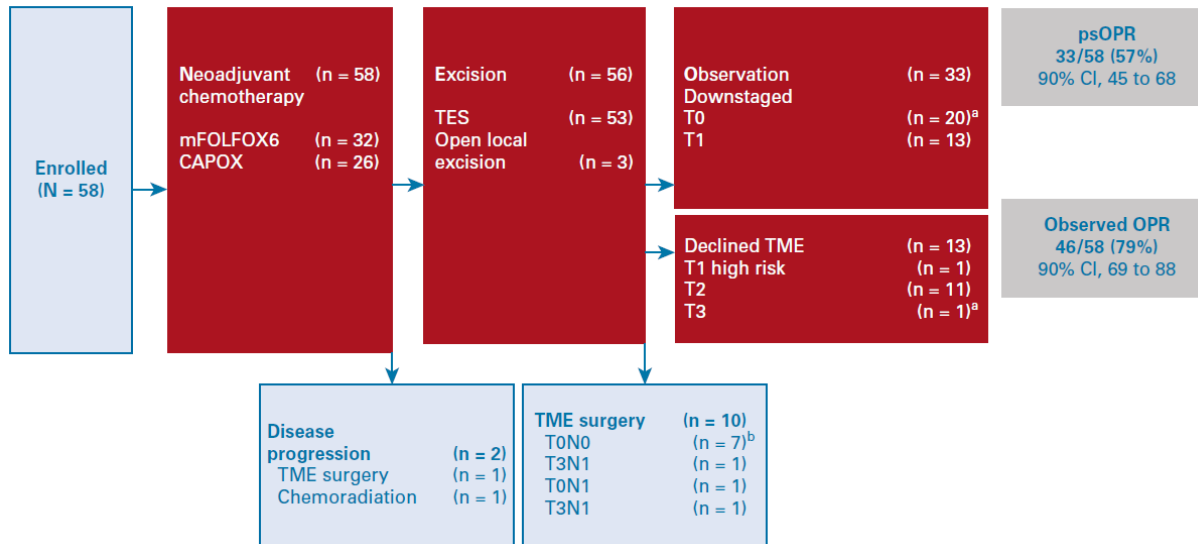 Enrolled
(N = 58)
Neoadjuvant (n = 58)
chemotherapy
mFOLFOX6 (n = 32)
CAPOX (n = 26)
Excision (n = 56)
TES (n = 53)
Open local
excision (n = 3)
Observation (n = 33)
Downstaged
T0 (n = 20)a
T1 (n = 13)
Declined TME (n = 13)
T1 high risk (n = 1)
T2 (n = 11)
T3 (n = 1)a
psOPR
33/58 (57%)
90% CI, 45 to 68
Observed OPR
46/58 (79%)
90% CI, 69 to 88
Disease
progression (n = 2)
TME surgery (n = 1)
Chemoradiation (n = 1)
TME surgery (n = 10)
T0N0 (n = 7)b
T3N1 (n = 1)
T0N1 (n = 1)
T3N1 (n = 1)